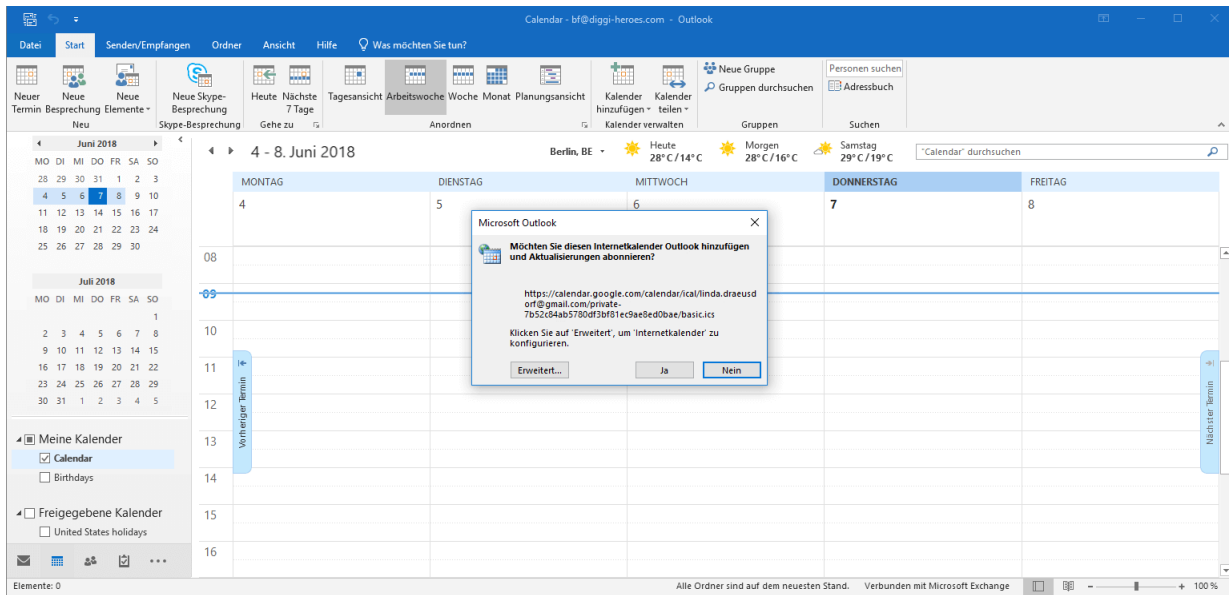 Calendar - bf@diggi-heroes.com - Outlook
Datei Start Senden/Empfangen Ordner Ansicht Hilfe Was möchten Sie tun?
Neuer Termin
Neue Besprechung
Neue Elemente
Neu
Neue Skype-Besprechung
Skype-Besprechung
Heute
Nächste 7 Tage
Gehe zu
Tagesansicht
Arbeitswoche
Woche
Monat
Planungsansicht
Anordnen
Kalender hinzufügen
Kalender teilen
Kalender verwalten
Neue Gruppe
Gruppen durchsuchen
Gruppen
Personen suchen
Adressbuch
Suchen
Juni 2018
MO DI MI DO FR SA SO
28 29 30 31 1 2 3
4 5 6 7 8 9 10
11 12 13 14 15 16 17
18 19 20 21 22 23 24
25 26 27 28 29 30
Juli 2018
MO DI MI DO FR SA SO
1
2 3 4 5 6 7 8
9 10 11 12 13 14 15
16 17 18 19 20 21 22
23 24 25 26 27 28 29
30 31 1 2 3 4 5
Meine Kalender
Calendar
Birthdays
Freigegebene Kalender
United States holidays
4 - 8. Juni 2018
Berlin, BE
Heute
28°C/14°C
Morgen
28°C/16°C
Samstag
29°C/19°C
"Calendar" durchsuchen
MONTAG DIENSTAG MITTWOCH DONNERSTAG FREITAG
4 5 6 7 8
08
09
10
11
12
13
14
15
16
Vorheriger Termin
Nächster Termin
Microsoft Outlook
Möchten Sie diesen Internetkalender Outlook hinzufügen
und Aktualisierungen abonnieren?
https://calendar.google.com/calendar/ical/linda.draeusd
orf@gmail.com/private-
7b52c84ab5780df3bf81ec9ae8ed0bae/basic.ics
Klicken Sie auf 'Erweitert', um 'Internetkalender' zu
konfigurieren.
Erweitert... Ja Nein
Elemente: 0
Alle Ordner sind auf dem neuesten Stand. Verbunden mit Microsoft Exchange
100 %